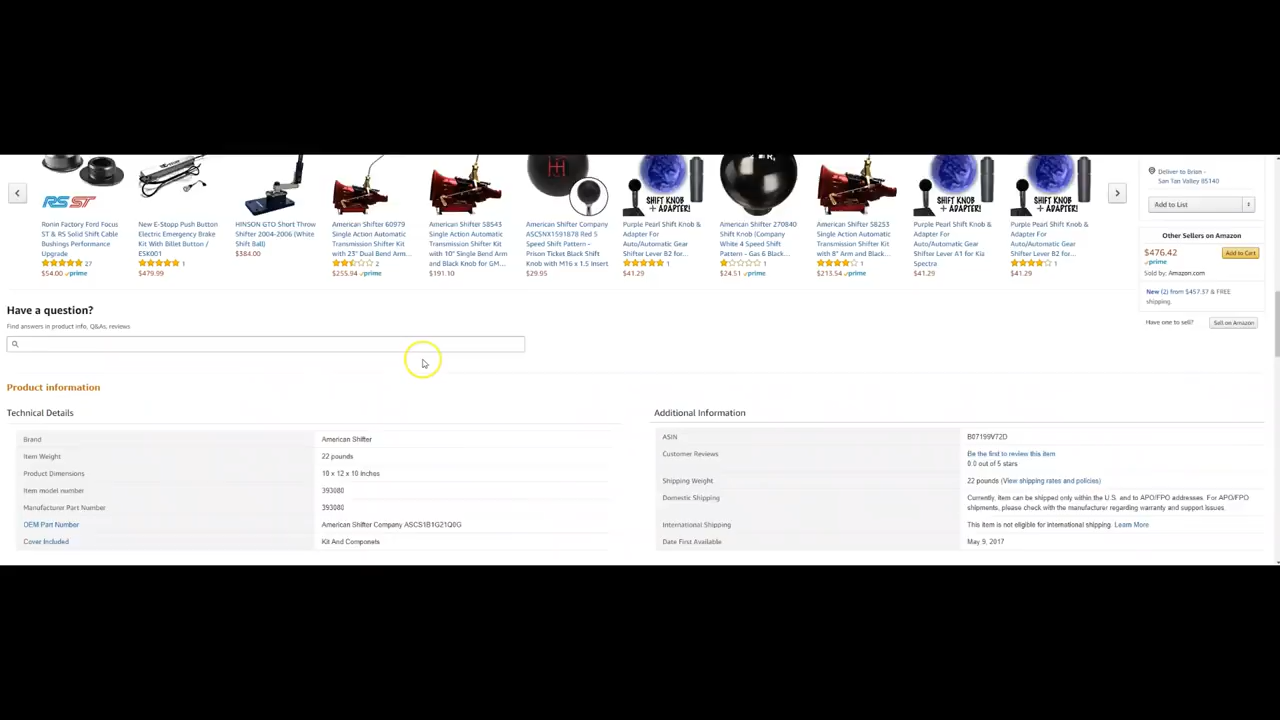 RS ST
SHIFT KNOB
+ ADAPTER!
SHIFT KNOB
+ ADAPTER!
SHIFT KNOB
+ ADAPTER!
Ronin Factory Ford Focus
ST & RS Solid Shift Cable
Bushings Performance
Upgrade
27
$54.00 prime
New E-Stopp Push Button
Electric Emergency Brake
Kit With Billet Button /
ESK001
1
$479.99
HINSON GTO Short Throw
Shifter 2004-2006 (White
Shift Ball)
$384.00
American Shifter 60979
Single Action Automatic
Transmission Shifter Kit
with 23" Dual Bend Arm...
2
$255.94 prime
American Shifter 58543
Single Action Automatic
Transmission Shifter Kit
with 10" Single Bend Arm
and Black Knob for GM...
$191.10
American Shifter Company
ASCSNX1591878 Red 5
Speed Shift Pattern -
Prison Ticket Black Shift
Knob with M16 x 1.5 Insert
$29.95
Purple Pearl Shift Knob &
Adapter For
Auto/Automatic Gear
Shifter Lever B2 for...
1
$41.29
American Shifter 270840
Shift Knob (Company
White 4 Speed Shift
Pattern - Gas 6 Black...
1
$24.51 prime
American Shifter 58253
Single Action Automatic
Transmission Shifter Kit
with 8" Arm and Black...
1
$213.54 prime
Purple Pearl Shift Knob &
Adapter For
Auto/Automatic Gear
Shifter Lever A1 for Kia
Spectra
$41.29
Purple Pearl Shift Knob &
Adapter For
Auto/Automatic Gear
Shifter Lever B2 for...
1
$41.29
Deliver to Brian -
San Tan Valley 85140
Add to List
Other Sellers on Amazon
$476.42
Add to Cart
prime
Sold by: Amazon.com
New (2) from $457.37 & FREE
shipping.
Have one to sell?
Sell on Amazon
Have a question?
Find answers in product info, Q&As, reviews
Product information
Technical Details
Brand American Shifter
Item Weight 22 pounds
Product Dimensions 10 x 12 x 10 inches
Item model number 393080
Manufacturer Part Number 393080
OEM Part Number American Shifter Company ASCS1B1G21Q0G
Cover Included Kit And Componets
Additional Information
ASIN B07199V72D
Customer Reviews Be the first to review this item
0.0 out of 5 stars
Shipping Weight 22 pounds (View shipping rates and policies)
Domestic Shipping Currently, item can be shipped only within the U.S. and to APO/FPO addresses. For APO/FPO
shipments, please check with the manufacturer regarding warranty and support issues.
International Shipping This item is not eligible for international shipping. Learn More
Date First Available May 9, 2017